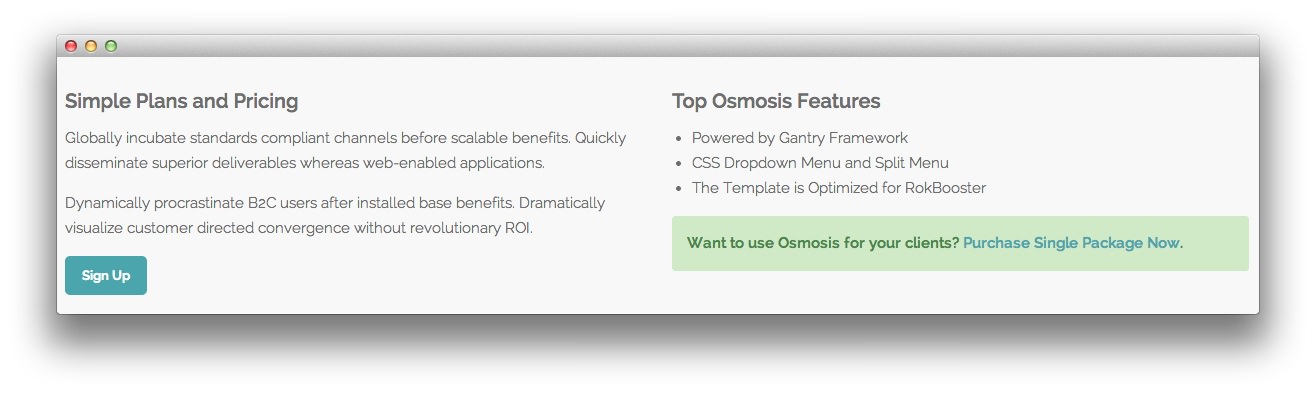 Simple Plans and Pricing
Globally incubate standards compliant channels before scalable benefits. Quickly
disseminate superior deliverables whereas web-enabled applications.
Dynamically procrastinate B2C users after installed base benefits. Dramatically
visualize customer directed convergence without revolutionary ROI.
Sign Up
Top Osmosis Features
• Powered by Gantry Framework
• CSS Dropdown Menu and Split Menu
• The Template is Optimized for RokBooster
Want to use Osmosis for your clients? Purchase Single Package Now.